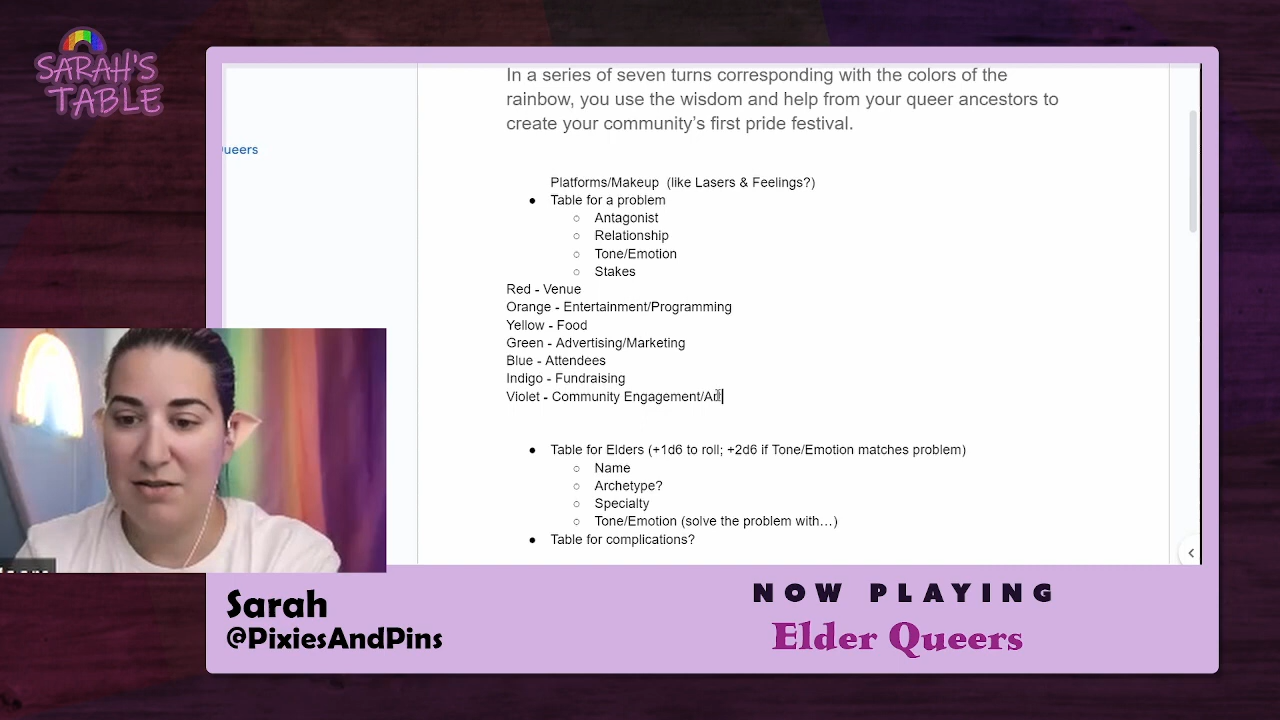 SARAH'S
TABLE
In a series of seven turns corresponding with the colors of the
rainbow, you use the wisdom and help from your queer ancestors to
create your community's first pride festival.
Queers
Platforms/Makeup (like Lasers & Feelings?)
● Table for a problem
○ Antagonist
○ Relationship
○ Tone/Emotion
○ Stakes
Red - Venue
Orange - Entertainment/Programming
Yellow - Food
Green - Advertising/Marketing
Blue - Attendees
Indigo - Fundraising
Violet - Community Engagement/Art
● Table for Elders (+1d6 to roll; +2d6 if Tone/Emotion matches problem)
○ Name
○ Archetype?
○ Specialty
○ Tone/Emotion (solve the problem with…)
● Table for complications?
Sarah
@PixiesAndPins
NOW PLAYING
Elder Queers